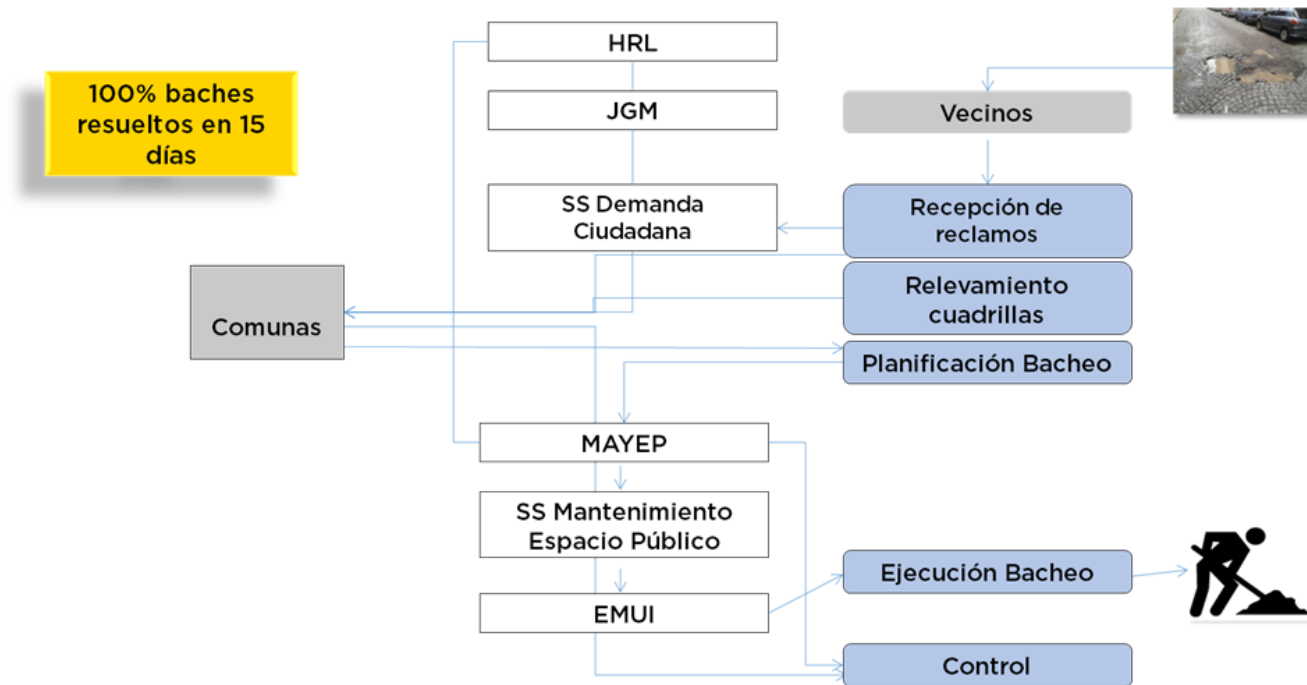 100% baches
resueltos en 15
días
HRL
JGM
Vecinos
SS Demanda
Ciudadana
Recepción de
reclamos
Comunas
Relevamiento
cuadrillas
Planificación Bacheo
MAYEP
SS Mantenimiento
Espacio Público
Ejecución Bacheo
EMUI
Control